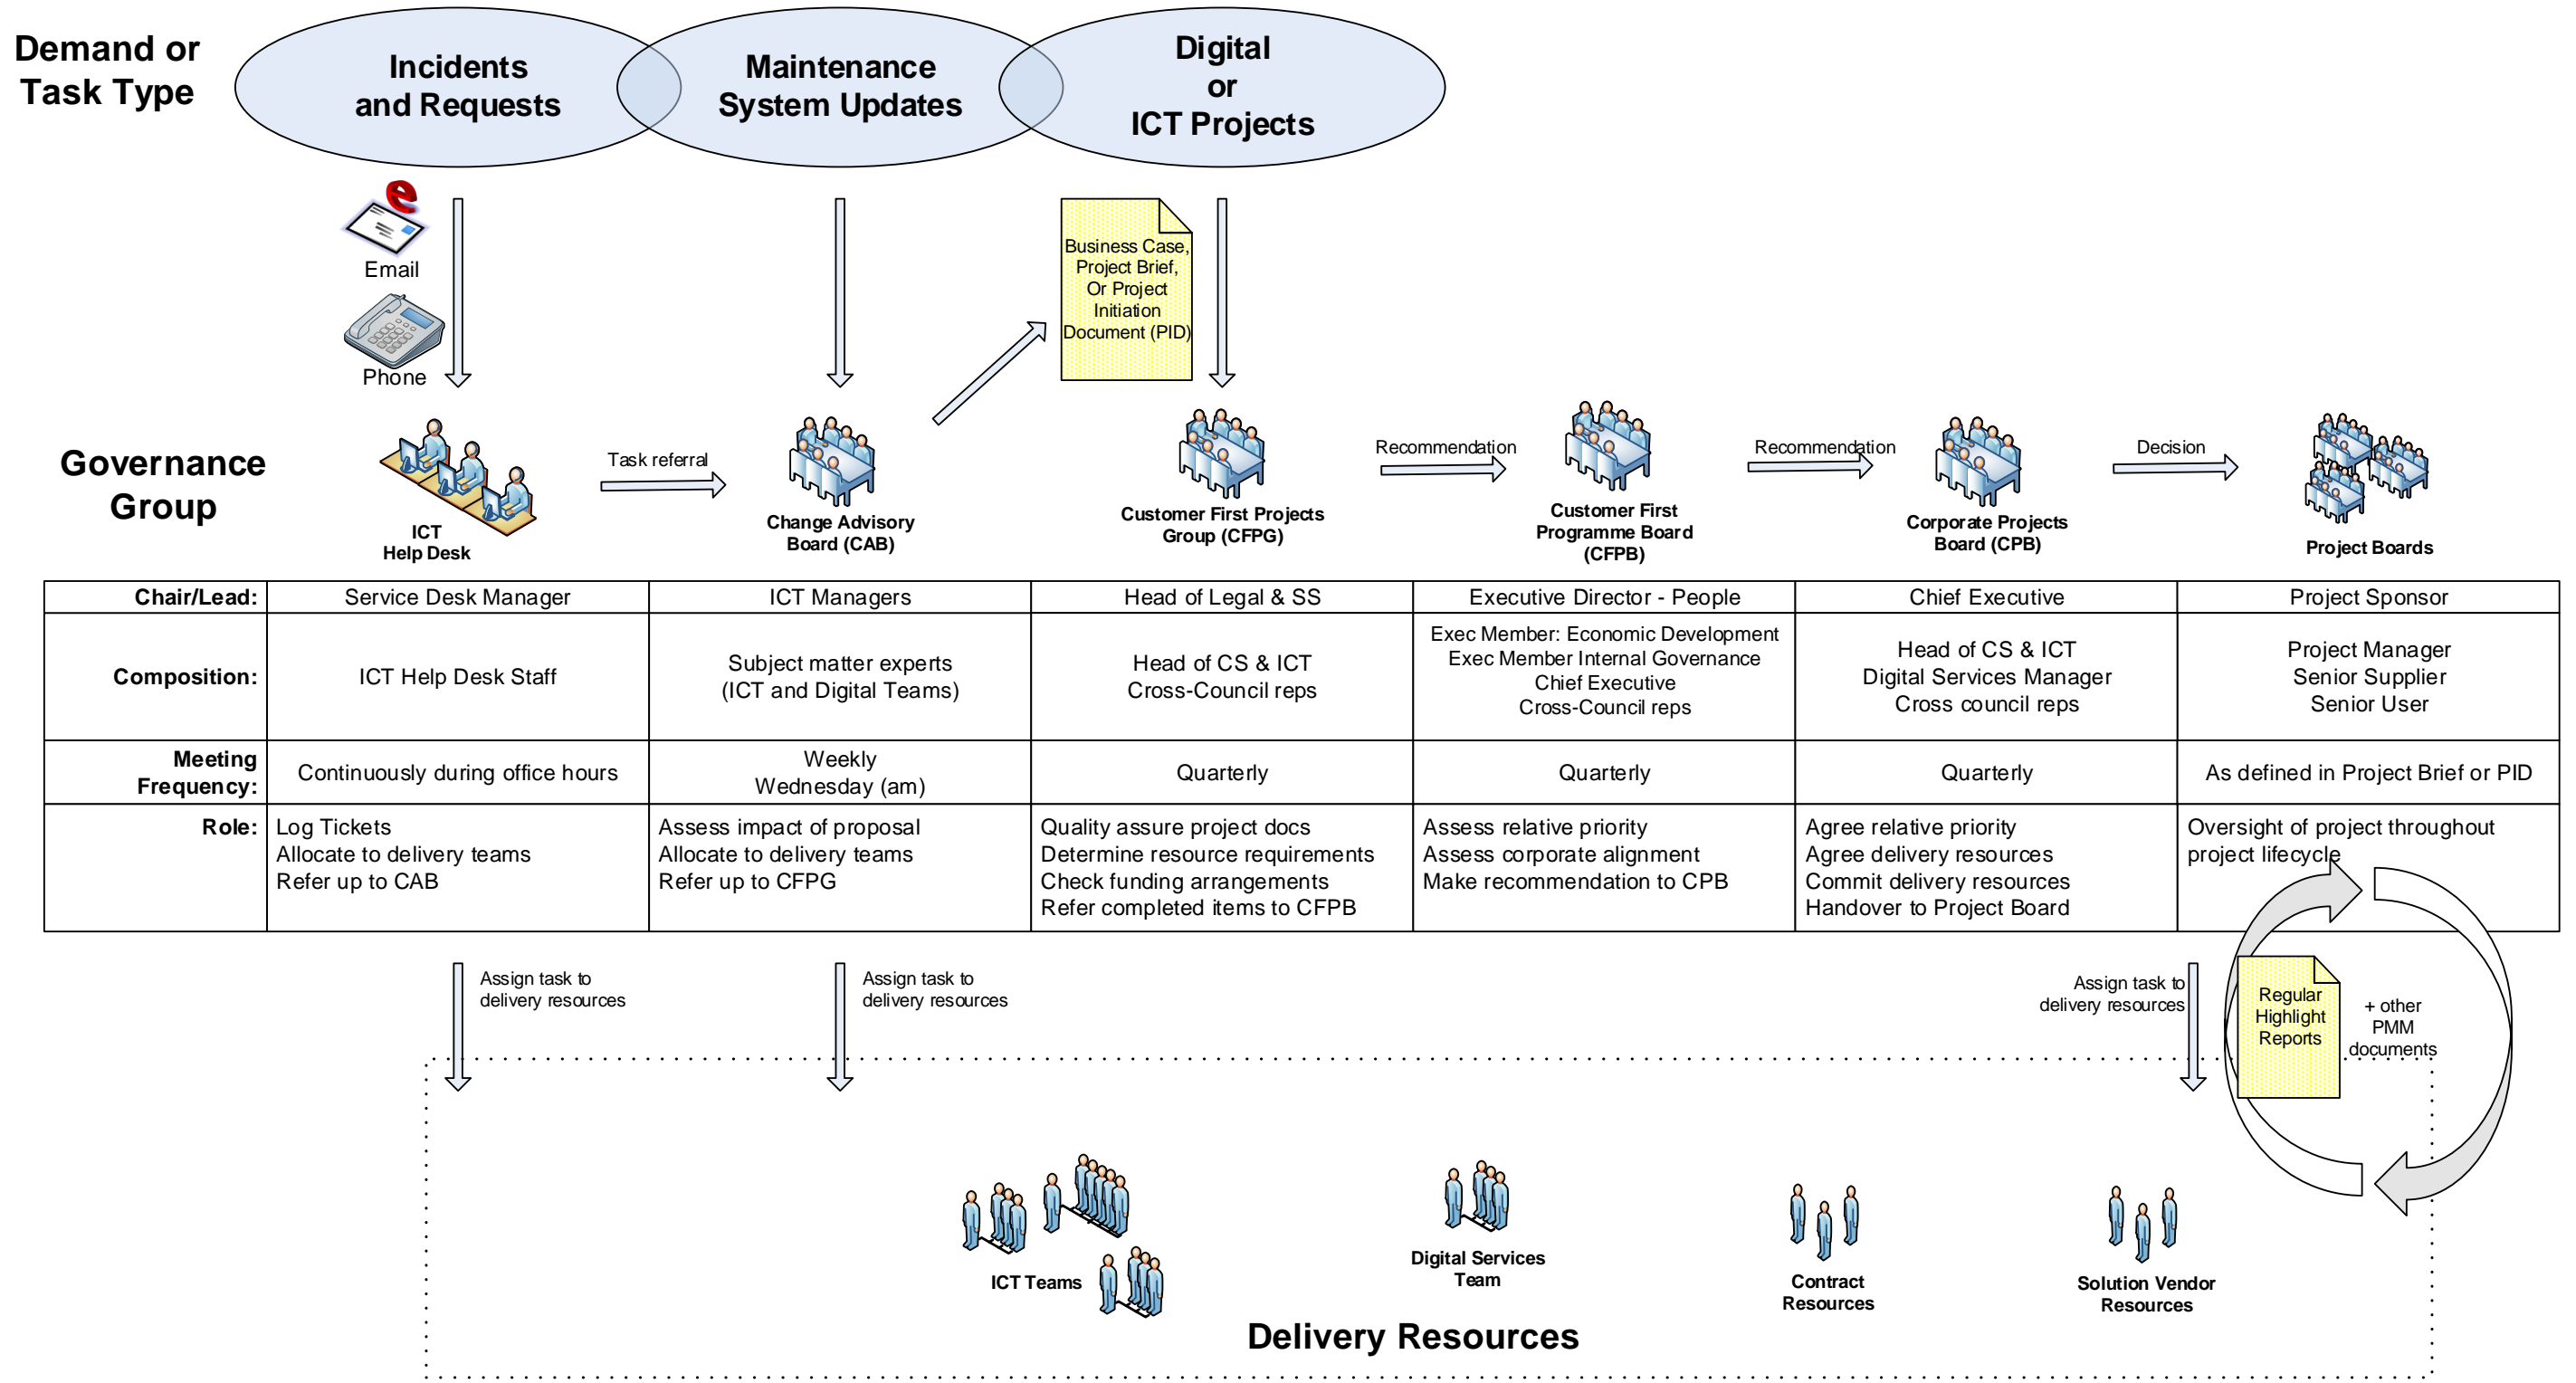 Demand or
Task Type
Incidents
and Requests
Maintenance
System Updates
Digital
or
ICT Projects
Email
Phone
Business Case,
Project Brief,
Or Project
Initiation
Document (PID)
Governance
Group
ICT
Help Desk
Task referral
Change Advisory
Board (CAB)
Customer First Projects
Group (CFPG)
Recommendation
Customer First
Programme Board
(CFPB)
Recommendation
Corporate Projects
Board (CPB)
Decision
Project Boards
Chair/Lead:
Service Desk Manager
ICT Managers
Head of Legal & SS
Executive Director - People
Chief Executive
Project Sponsor
Composition:
ICT Help Desk Staff
Subject matter experts
(ICT and Digital Teams)
Head of CS & ICT
Cross-Council reps
Exec Member: Economic Development
Exec Member Internal Governance
Chief Executive
Cross-Council reps
Head of CS & ICT
Digital Services Manager
Cross council reps
Project Manager
Senior Supplier
Senior User
Meeting
Frequency:
Continuously during office hours
Weekly
Wednesday (am)
Quarterly
Quarterly
Quarterly
As defined in Project Brief or PID
Role:
Log Tickets
Allocate to delivery teams
Refer up to CAB
Assess impact of proposal
Allocate to delivery teams
Refer up to CFPG
Quality assure project docs
Determine resource requirements
Check funding arrangements
Refer completed items to CFPB
Assess relative priority
Assess corporate alignment
Make recommendation to CPB
Agree relative priority
Agree delivery resources
Commit delivery resources
Handover to Project Board
Oversight of project throughout
project lifecycle
Assign task to
delivery resources
Assign task to
delivery resources
Assign task to
delivery resources
Regular
Highlight
Reports
+ other
PMM
documents
ICT Teams
Digital Services
Team
Contract
Resources
Solution Vendor
Resources
Delivery Resources